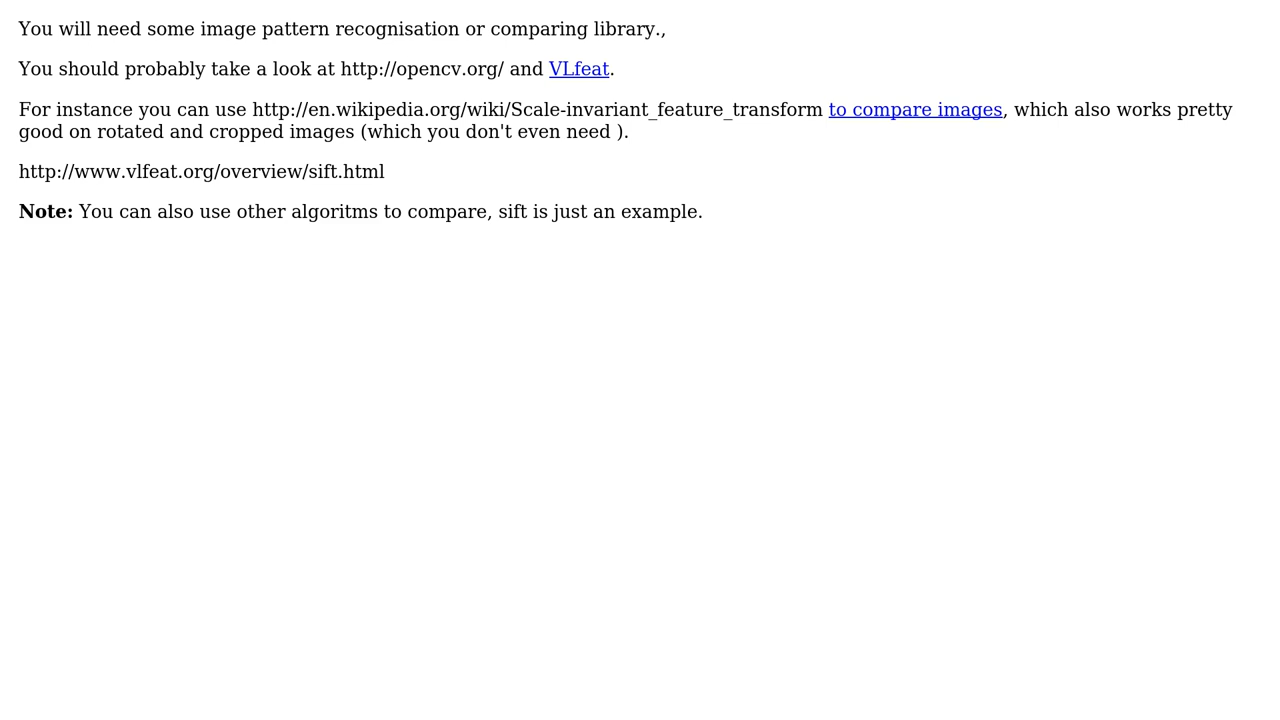 You will need some image pattern recognisation or comparing library.,
You should probably take a look at http://opencv.org/ and VLfeat.
For instance you can use http://en.wikipedia.org/wiki/Scale-invariant_feature_transform to compare images, which also works pretty
good on rotated and cropped images (which you don't even need ).
http://www.vlfeat.org/overview/sift.html
Note: You can also use other algoritms to compare, sift is just an example.